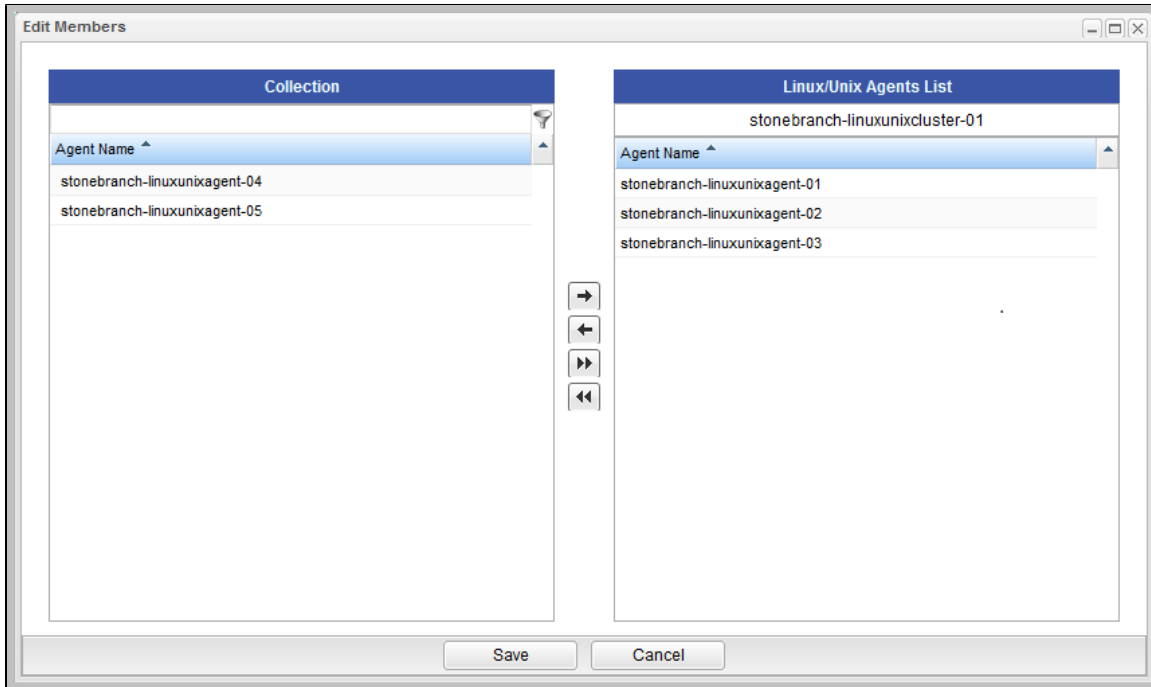 Edit Members
Collection
Agent Name
stonebranch-linuxunixagent-04
stonebranch-linuxunixagent-05
Linux/Unix Agents List
stonebranch-linuxunixcluster-01
Agent Name
stonebranch-linuxunixagent-01
stonebranch-linuxunixagent-02
stonebranch-linuxunixagent-03
Save
Cancel